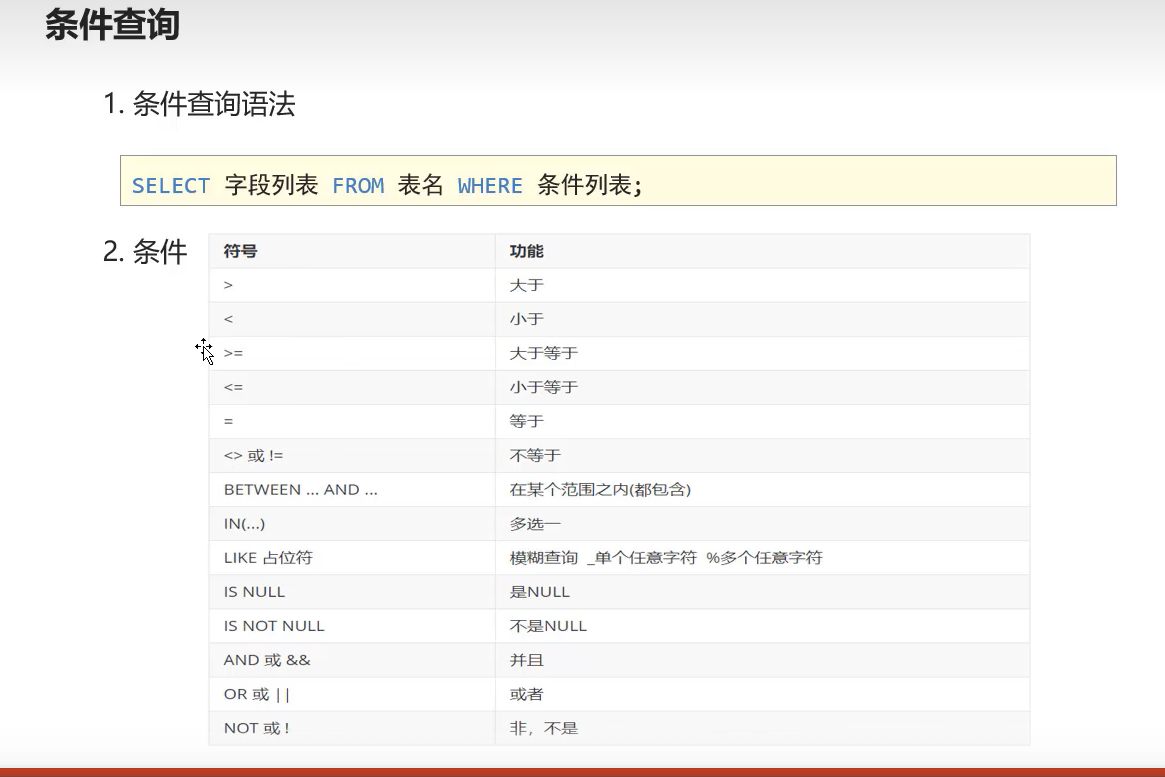 条件查询
1. 条件查询语法
SELECT 字段列表 FROM 表名 WHERE 条件列表;
2. 条件
符号 功能
> 大于
< 小于
>= 大于等于
<= 小于等于
= 等于
<> 或 != 不等于
BETWEEN ... AND ... 在某个范围之内(都包含)
IN(...) 多选一
LIKE 占位符 模糊查询 _单个任意字符 %多个任意字符
IS NULL 是NULL
IS NOT NULL 不是NULL
AND 或 && 并且
OR 或 || 或者
NOT 或 ! 非，不是